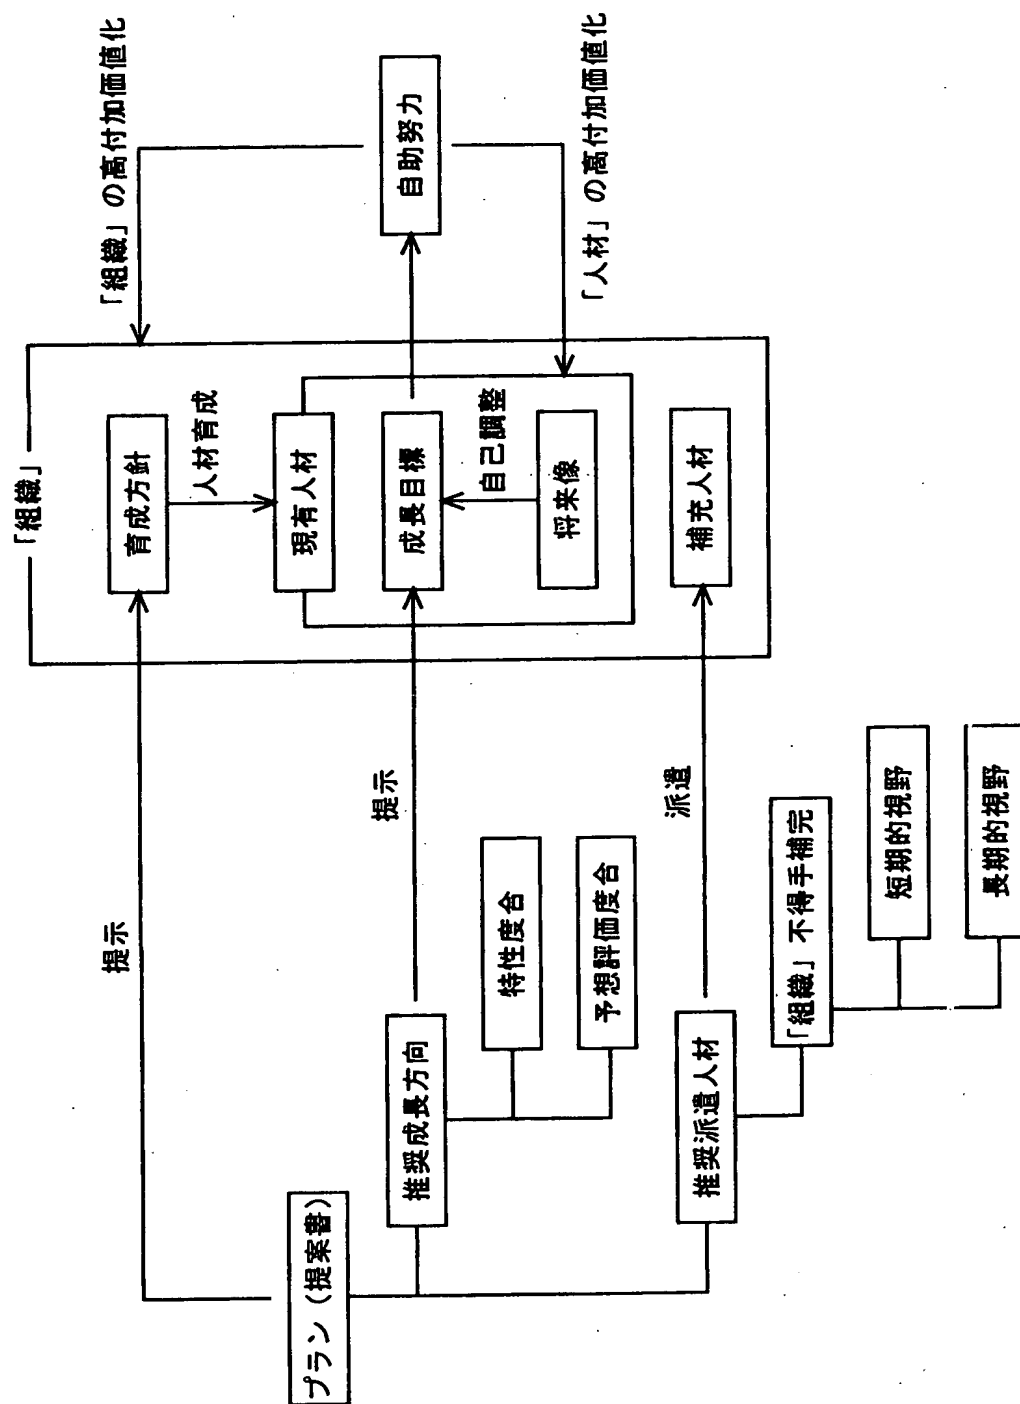 「組織」
育成方針
人材育成
現有人材
成長目標
自己調整
将来像
補充人材
「組織」の高付加価値化
自助努力
「人材」の高付加価値化
提示
提示
派遣
プラン（提案書）
推奨成長方向
特性度合
予想評価度合
推奨派遣人材
「組織」不得手補完
短期的視野
長期的視野